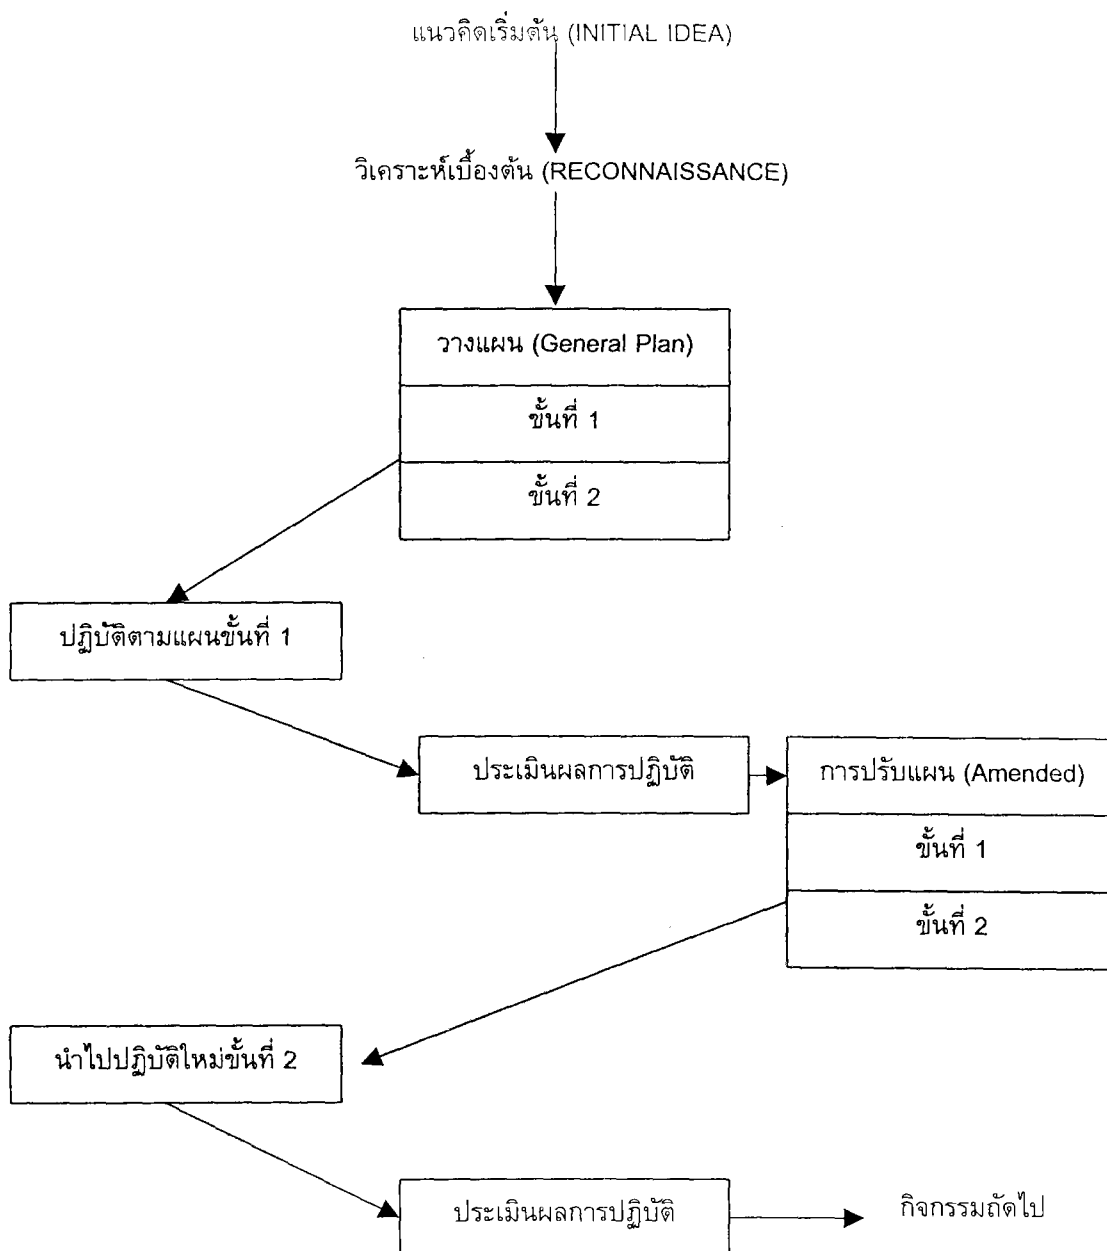 แนวคิดเริ่มต้น (INITIAL IDEA)
วิเคราะห์เบื้องต้น (RECONNAISSANCE)
วางแผน (General Plan)
ขั้นที่ 1
ขั้นที่ 2
ปฏิบัติตามแผนขั้นที่ 1
ประเมินผลการปฏิบัติ
การปรับแผน (Amended)
ขั้นที่ 1
ขั้นที่ 2
นำไปปฏิบัติใหม่ขั้นที่ 2
ประเมินผลการปฏิบัติ
กิจกรรมถัดไป